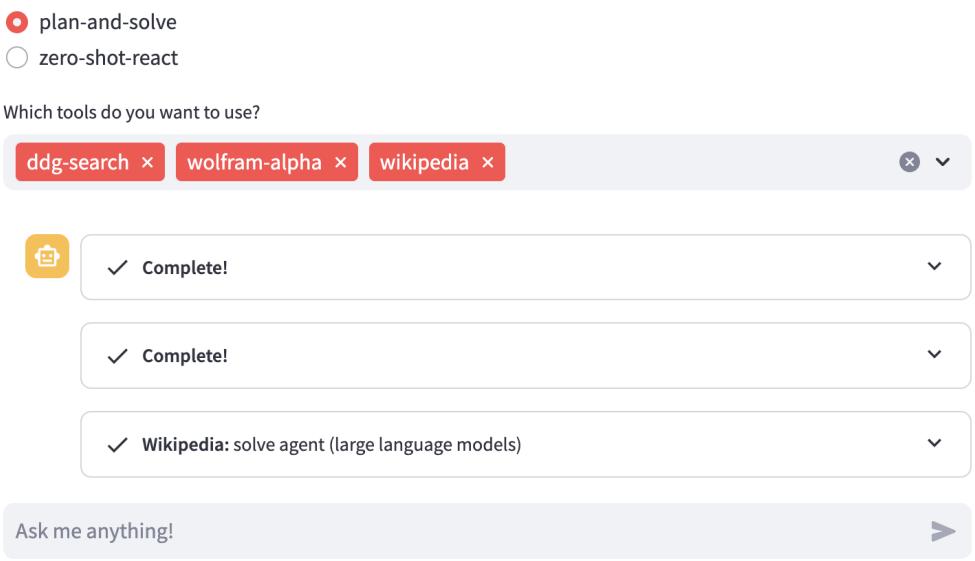 plan-and-solve
zero-shot-react
Which tools do you want to use?
ddg-search × wolfram-alpha × wikipedia ×
Complete!
Complete!
Wikipedia: solve agent (large language models)
Ask me anything!